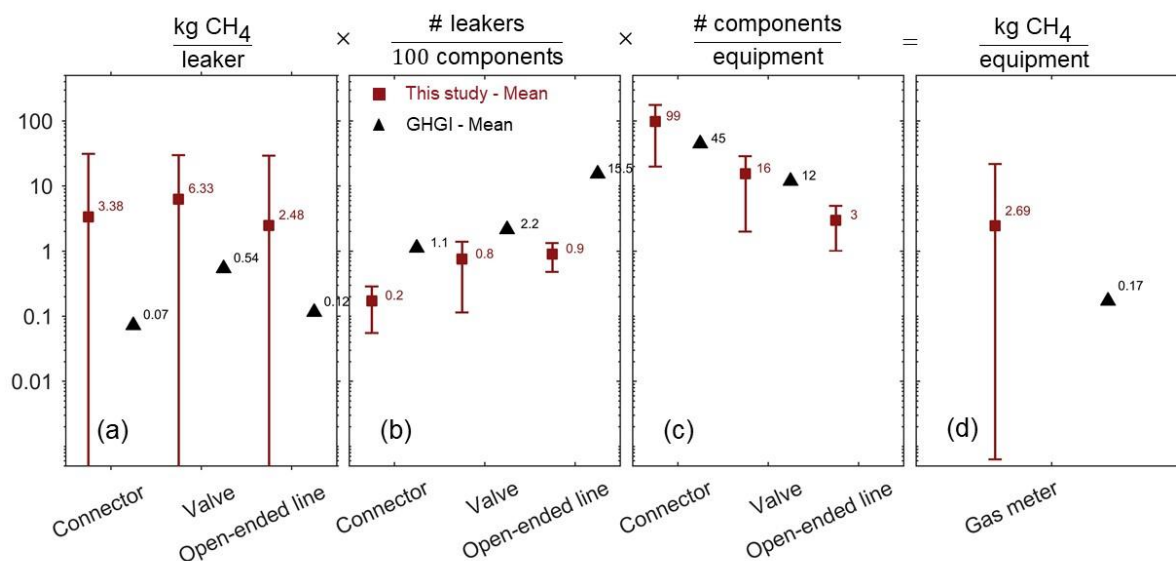 kg CH4 × # leakers × # components = kg CH4
leaker 100 components equipment equipment
This study - Mean
GHGI - Mean
100
10
1
0.1
0.01
3.38
0.07
6.33
0.54
2.48
0.12
(a)
0.2
1.1
0.8
2.2
0.9
15.5
(b)
99
45
16
12
3
(c)
2.69
0.17
(d)
Connector Valve Open-ended line
Connector Valve Open-ended line
Connector Valve Open-ended line
Gas meter